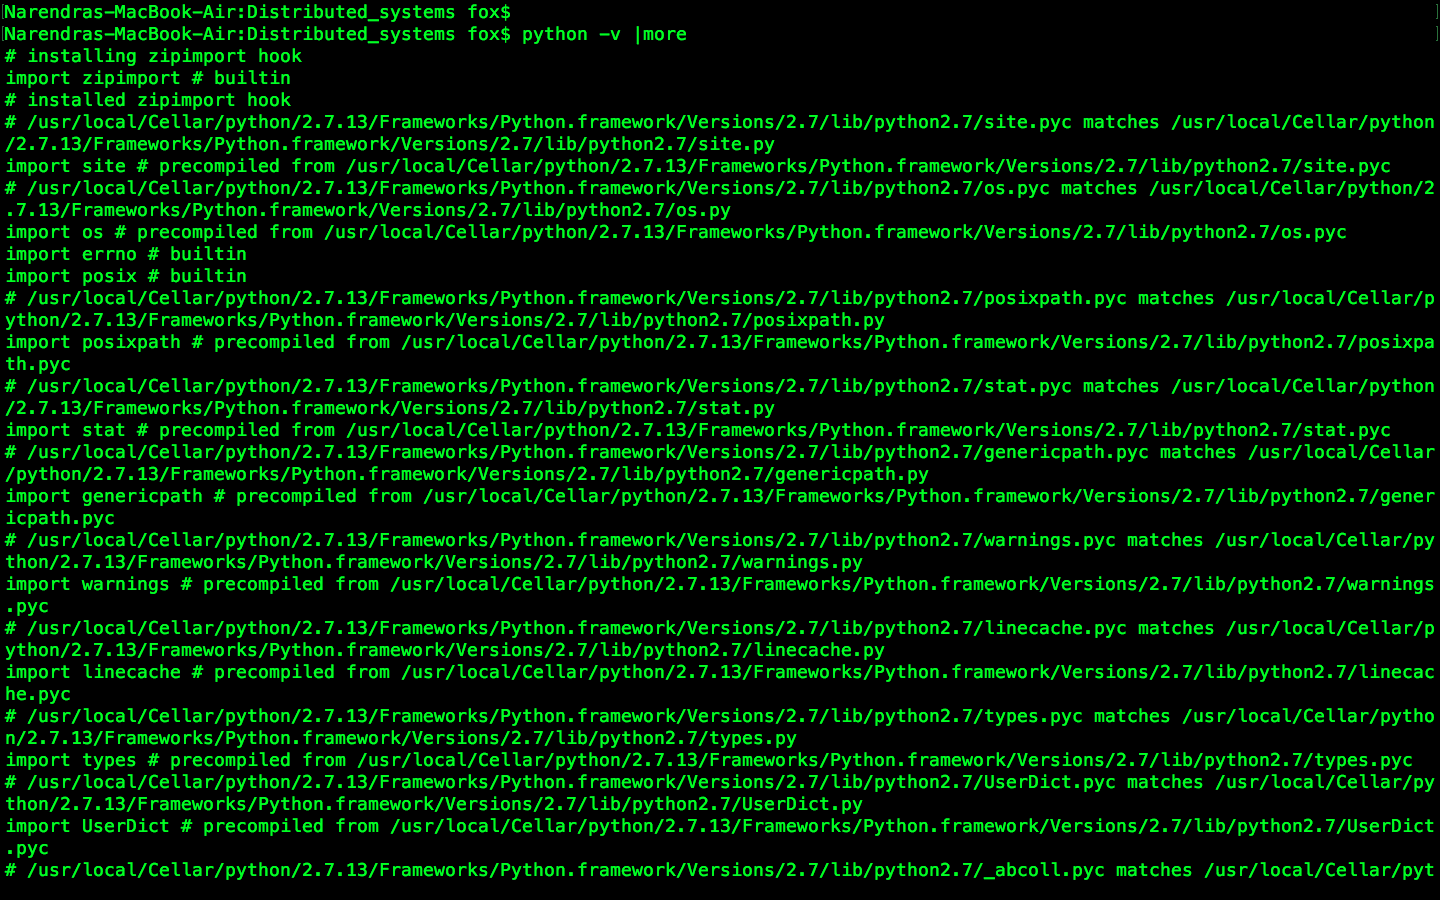 Narendras-MacBook-Air:Distributed_systems fox$
Narendras-MacBook-Air:Distributed_systems fox$ python -v |more
# installing zipimport hook
import zipimport # builtin
# installed zipimport hook
# /usr/local/Cellar/python/2.7.13/Frameworks/Python.framework/Versions/2.7/lib/python2.7/site.pyc matches /usr/local/Cellar/python
/2.7.13/Frameworks/Python.framework/Versions/2.7/lib/python2.7/site.py
import site # precompiled from /usr/local/Cellar/python/2.7.13/Frameworks/Python.framework/Versions/2.7/lib/python2.7/site.pyc
# /usr/local/Cellar/python/2.7.13/Frameworks/Python.framework/Versions/2.7/lib/python2.7/os.pyc matches /usr/local/Cellar/python/2
.7.13/Frameworks/Python.framework/Versions/2.7/lib/python2.7/os.py
import os # precompiled from /usr/local/Cellar/python/2.7.13/Frameworks/Python.framework/Versions/2.7/lib/python2.7/os.pyc
import errno # builtin
import posix # builtin
# /usr/local/Cellar/python/2.7.13/Frameworks/Python.framework/Versions/2.7/lib/python2.7/posixpath.pyc matches /usr/local/Cellar/p
ython/2.7.13/Frameworks/Python.framework/Versions/2.7/lib/python2.7/posixpath.py
import posixpath # precompiled from /usr/local/Cellar/python/2.7.13/Frameworks/Python.framework/Versions/2.7/lib/python2.7/posixpa
th.pyc
# /usr/local/Cellar/python/2.7.13/Frameworks/Python.framework/Versions/2.7/lib/python2.7/stat.pyc matches /usr/local/Cellar/python
/2.7.13/Frameworks/Python.framework/Versions/2.7/lib/python2.7/stat.py
import stat # precompiled from /usr/local/Cellar/python/2.7.13/Frameworks/Python.framework/Versions/2.7/lib/python2.7/stat.pyc
# /usr/local/Cellar/python/2.7.13/Frameworks/Python.framework/Versions/2.7/lib/python2.7/genericpath.pyc matches /usr/local/Cellar
/python/2.7.13/Frameworks/Python.framework/Versions/2.7/lib/python2.7/genericpath.py
import genericpath # precompiled from /usr/local/Cellar/python/2.7.13/Frameworks/Python.framework/Versions/2.7/lib/python2.7/gener
icpath.pyc
# /usr/local/Cellar/python/2.7.13/Frameworks/Python.framework/Versions/2.7/lib/python2.7/warnings.pyc matches /usr/local/Cellar/py
thon/2.7.13/Frameworks/Python.framework/Versions/2.7/lib/python2.7/warnings.py
import warnings # precompiled from /usr/local/Cellar/python/2.7.13/Frameworks/Python.framework/Versions/2.7/lib/python2.7/warnings
.pyc
# /usr/local/Cellar/python/2.7.13/Frameworks/Python.framework/Versions/2.7/lib/python2.7/linecache.pyc matches /usr/local/Cellar/p
ython/2.7.13/Frameworks/Python.framework/Versions/2.7/lib/python2.7/linecache.py
import linecache # precompiled from /usr/local/Cellar/python/2.7.13/Frameworks/Python.framework/Versions/2.7/lib/python2.7/linecac
he.pyc
# /usr/local/Cellar/python/2.7.13/Frameworks/Python.framework/Versions/2.7/lib/python2.7/types.pyc matches /usr/local/Cellar/pytho
n/2.7.13/Frameworks/Python.framework/Versions/2.7/lib/python2.7/types.py
import types # precompiled from /usr/local/Cellar/python/2.7.13/Frameworks/Python.framework/Versions/2.7/lib/python2.7/types.pyc
# /usr/local/Cellar/python/2.7.13/Frameworks/Python.framework/Versions/2.7/lib/python2.7/UserDict.pyc matches /usr/local/Cellar/py
thon/2.7.13/Frameworks/Python.framework/Versions/2.7/lib/python2.7/UserDict.py
import UserDict # precompiled from /usr/local/Cellar/python/2.7.13/Frameworks/Python.framework/Versions/2.7/lib/python2.7/UserDict
.pyc
# /usr/local/Cellar/python/2.7.13/Frameworks/Python.framework/Versions/2.7/lib/python2.7/_abcoll.pyc matches /usr/local/Cellar/pyt